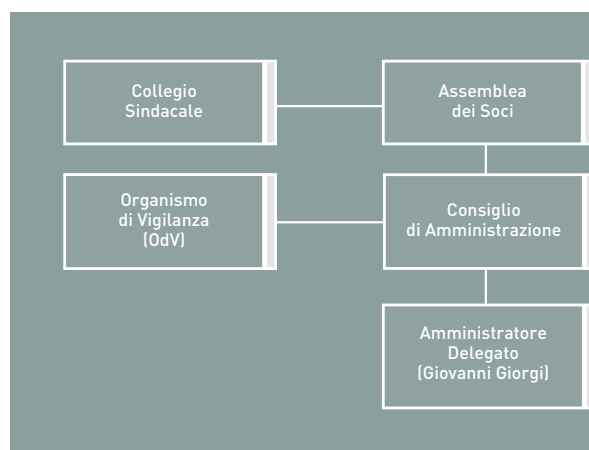 Collegio
Sindacale
Assemblea
dei Soci
Organismo
di Vigilanza
(OdV)
Consiglio
di Amministrazione
Amministratore
Delegato
(Giovanni Giorgi)